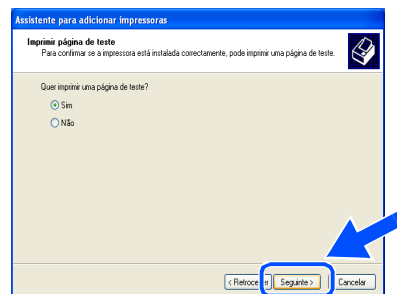 Assistente para adicionar impressoras
Imprimir página de teste
Para confirmar se a impressora está instalada correctamente, pode imprimir uma página de teste.
Quer imprimir uma página de teste?
Sim
Não
< Retroceder Seguinte > Cancelar